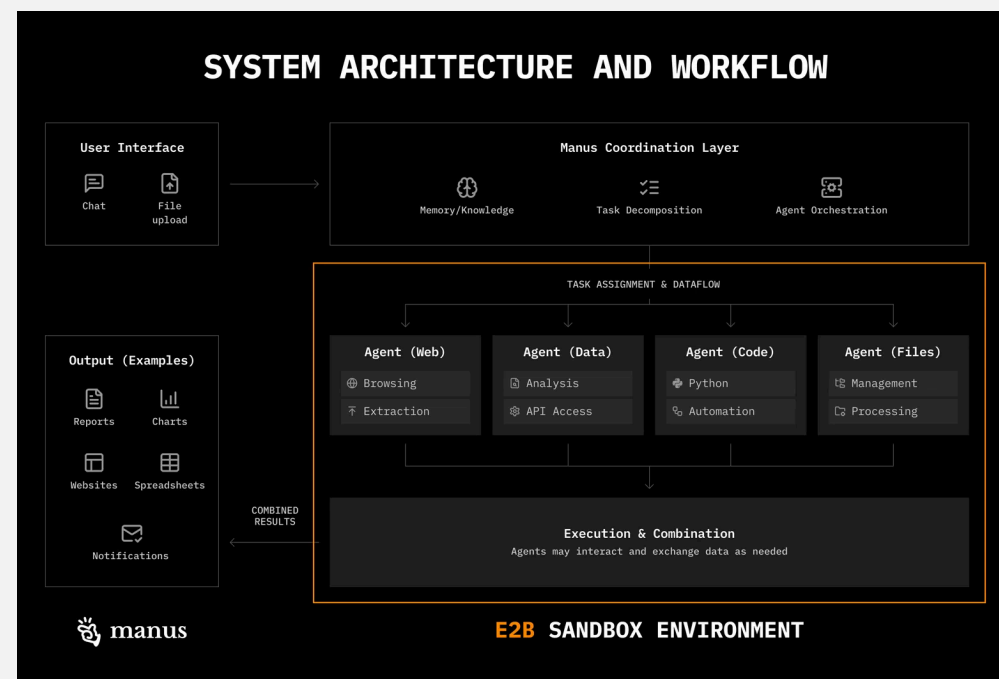 SYSTEM ARCHITECTURE AND WORKFLOW
User Interface
Chat
File
upload
Manus Coordination Layer
Memory/Knowledge
Task Decomposition
Agent Orchestration
TASK ASSIGNMENT & DATAFLOW
Agent (Web)
Browsing
Extraction
Agent (Data)
Analysis
API Access
Agent (Code)
Python
Automation
Agent (Files)
Management
Processing
Execution & Combination
Agents may interact and exchange data as needed
COMBINED
RESULTS
Output (Examples)
Reports
Charts
Websites
Spreadsheets
Notifications
manus
E2B SANDBOX ENVIRONMENT